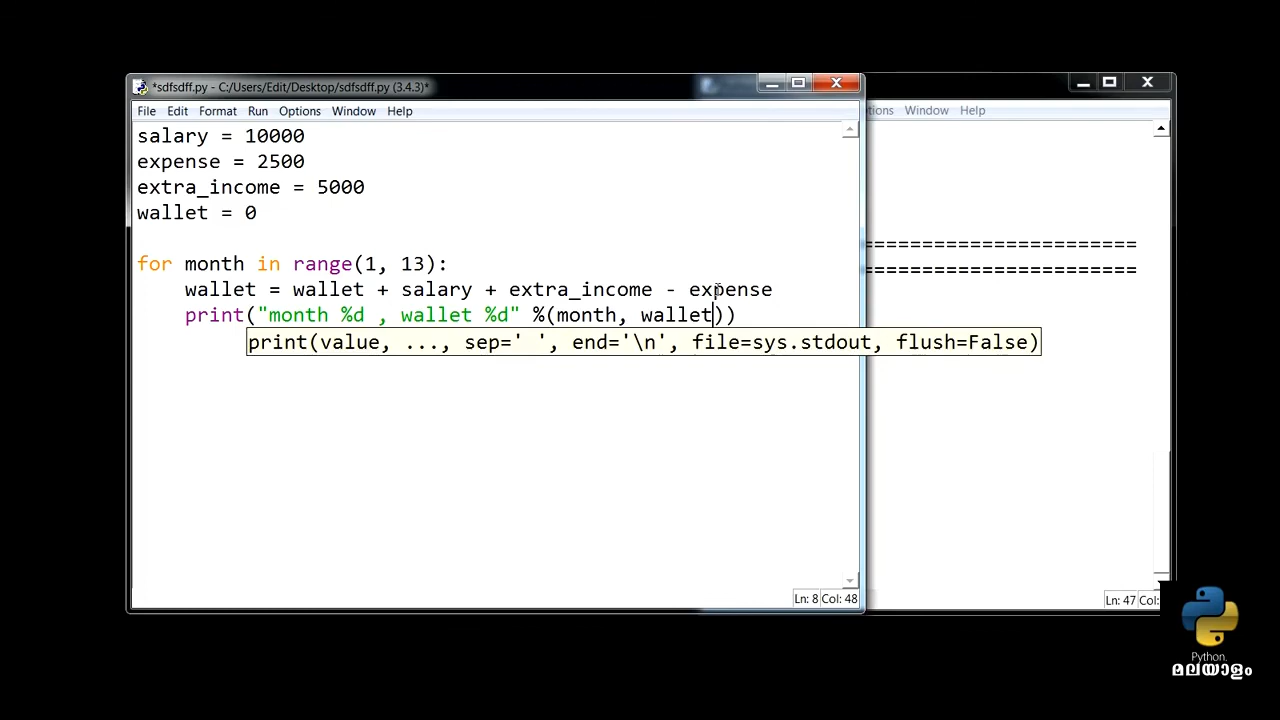 *sdfsdff.py - C:/Users/Edit/Desktop/sdfsdff.py (3.4.3)*
File Edit Format Run Options Window Help
tions Window Help
salary = 10000
expense = 2500
extra_income = 5000
wallet = 0
=======================
=======================
for month in range(1, 13):
wallet = wallet + salary + extra_income - expense
print("month %d , wallet %d" %(month, wallet))
print(value, ..., sep=' ', end='\n', file=sys.stdout, flush=False)
Ln: 8 Col: 48
Ln: 47 Col:
Python.
മലയാളം